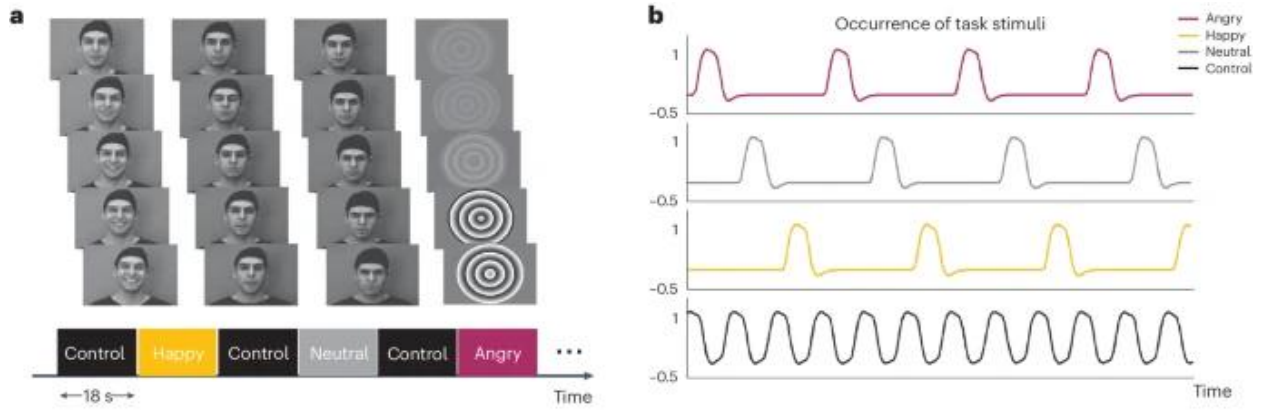 a
Control Happy Control Neutral Control Angry ...
18 s
Time
b
Occurrence of task stimuli
Angry
Happy
Neutral
Control
1
−0.5
1
−0.5
1
−0.5
1
−0.5
Time